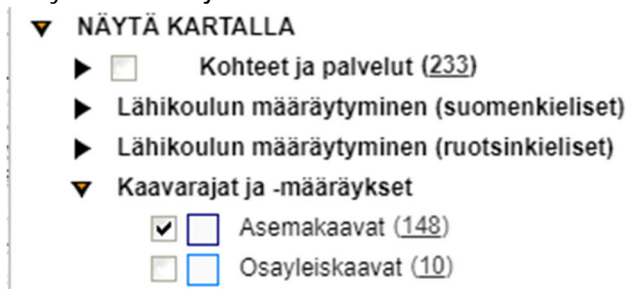 NÄYTÄ KARTALLA
Kohteet ja palvelut (233)
Lähikoulun määräytyminen (suomenkieliset)
Lähikoulun määräytyminen (ruotsinkieliset)
Kaavarajat ja -määräykset
Asemakaavat (148)
Osayleiskaavat (10)